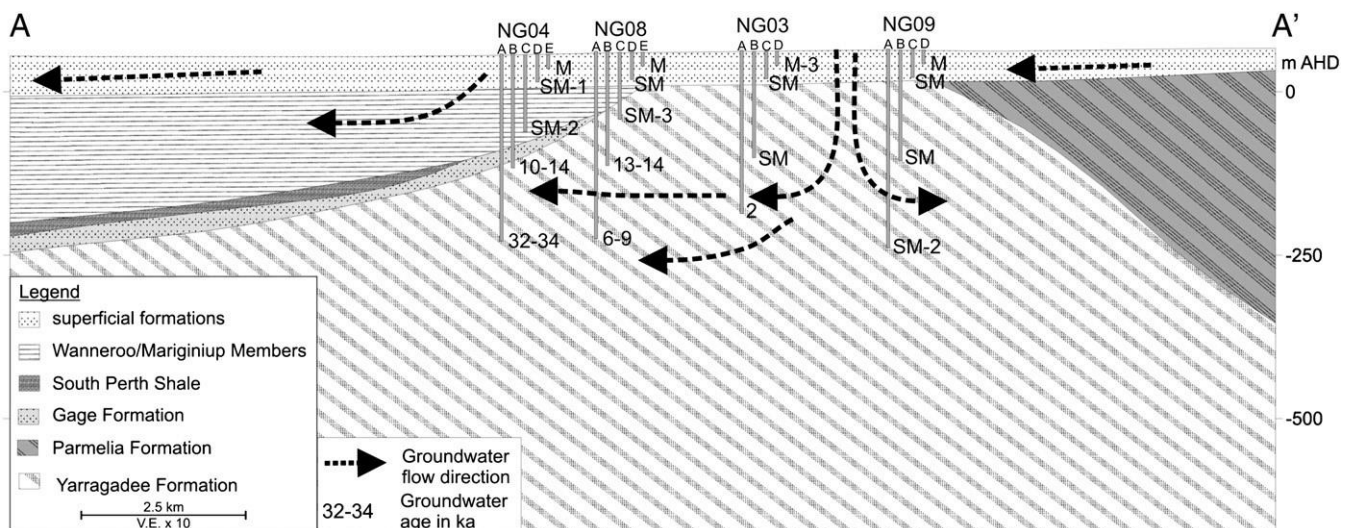 A A'
NG04 NG08 NG03 NG09
A B C D E A B C D E A B C D A B C D
M M M-3 M m AHD
SM-1 SM SM SM 0
SM-2 SM-3
10-14 13-14 SM SM
2
32-34 6-9 SM-2 -250
Legend
superficial formations
Wanneroo/Mariginiup Members
South Perth Shale
Gage Formation
Parmelia Formation
Yarragadee Formation
2.5 km
V.E. x 10
Groundwater
flow direction
32-34 Groundwater
age in ka
-500